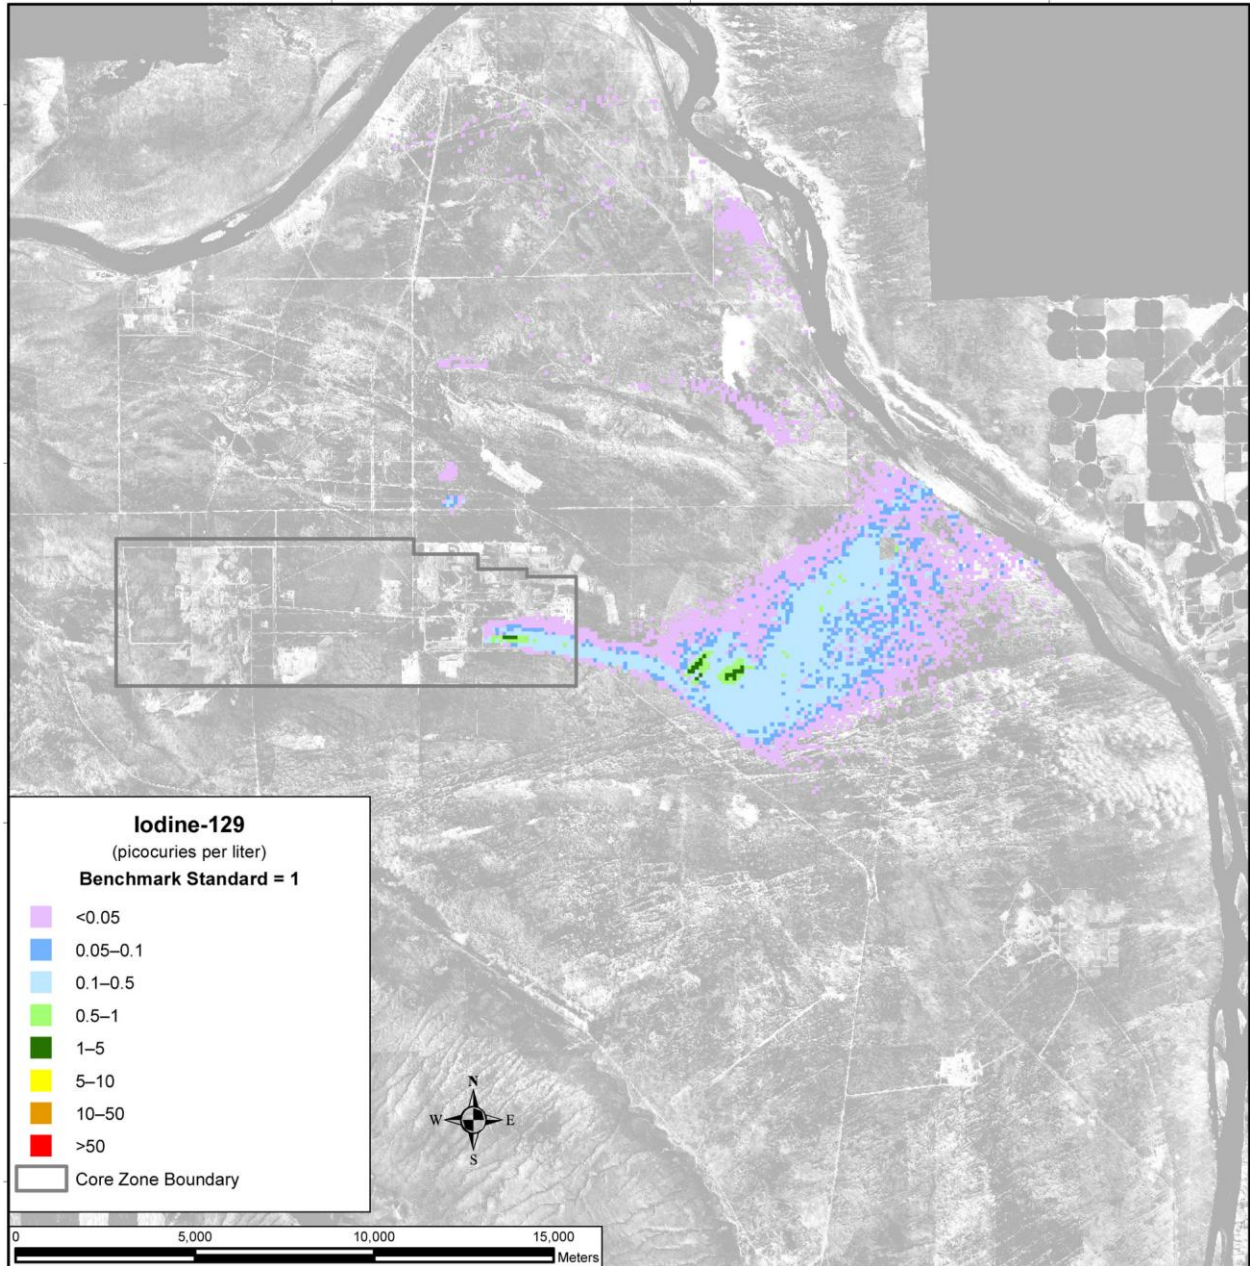 Iodine-129
(picocuries per liter)
Benchmark Standard = 1
<0.05
0.05–0.1
0.1–0.5
0.5–1
1–5
5–10
10–50
>50
Core Zone Boundary
N
W E
S
0 5,000 10,000 15,000
Meters